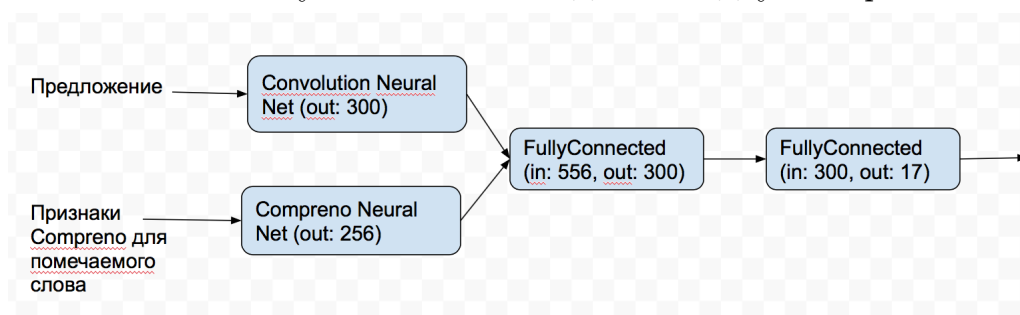 Предложение
Convolution Neural
Net (out: 300)
FullyConnected
(in: 556, out: 300)
FullyConnected
(in: 300, out: 17)
Признаки
Compreno для
помечаемого
слова
Compreno Neural
Net (out: 256)